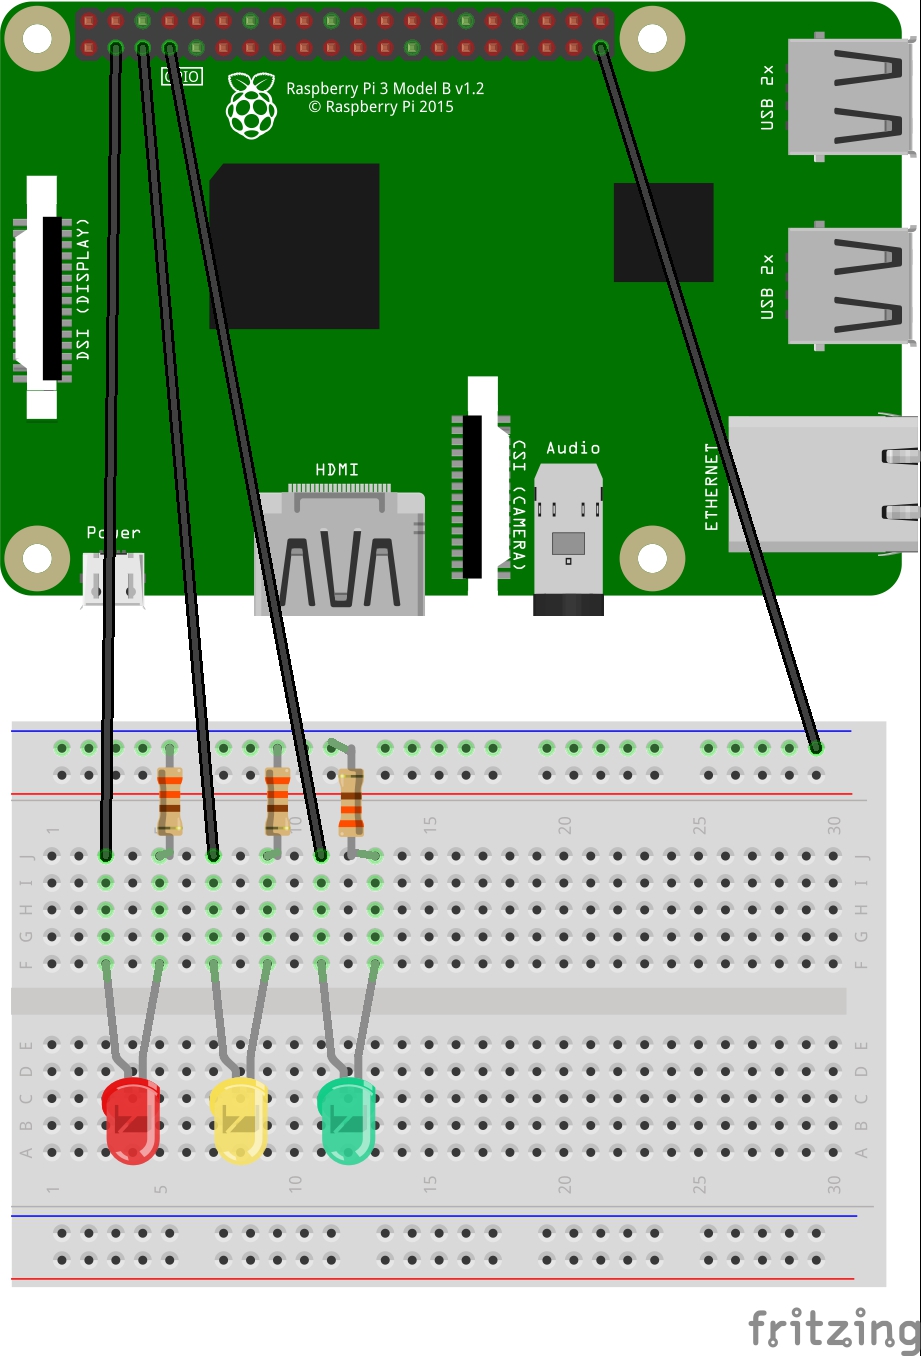 GPIO
Raspberry Pi 3 Model B v1.2
© Raspberry Pi 2015
USB 2x
DSI (DISPLAY)
USB 2x
HDMI
CSI (CAMERA)
Audio
ETHERNET
Power
1 10 15 20 25 30
J J
I I
H H
G G
F F
E E
D D
C C
B B
A A
1 5 10 15 20 25 30
fritzing